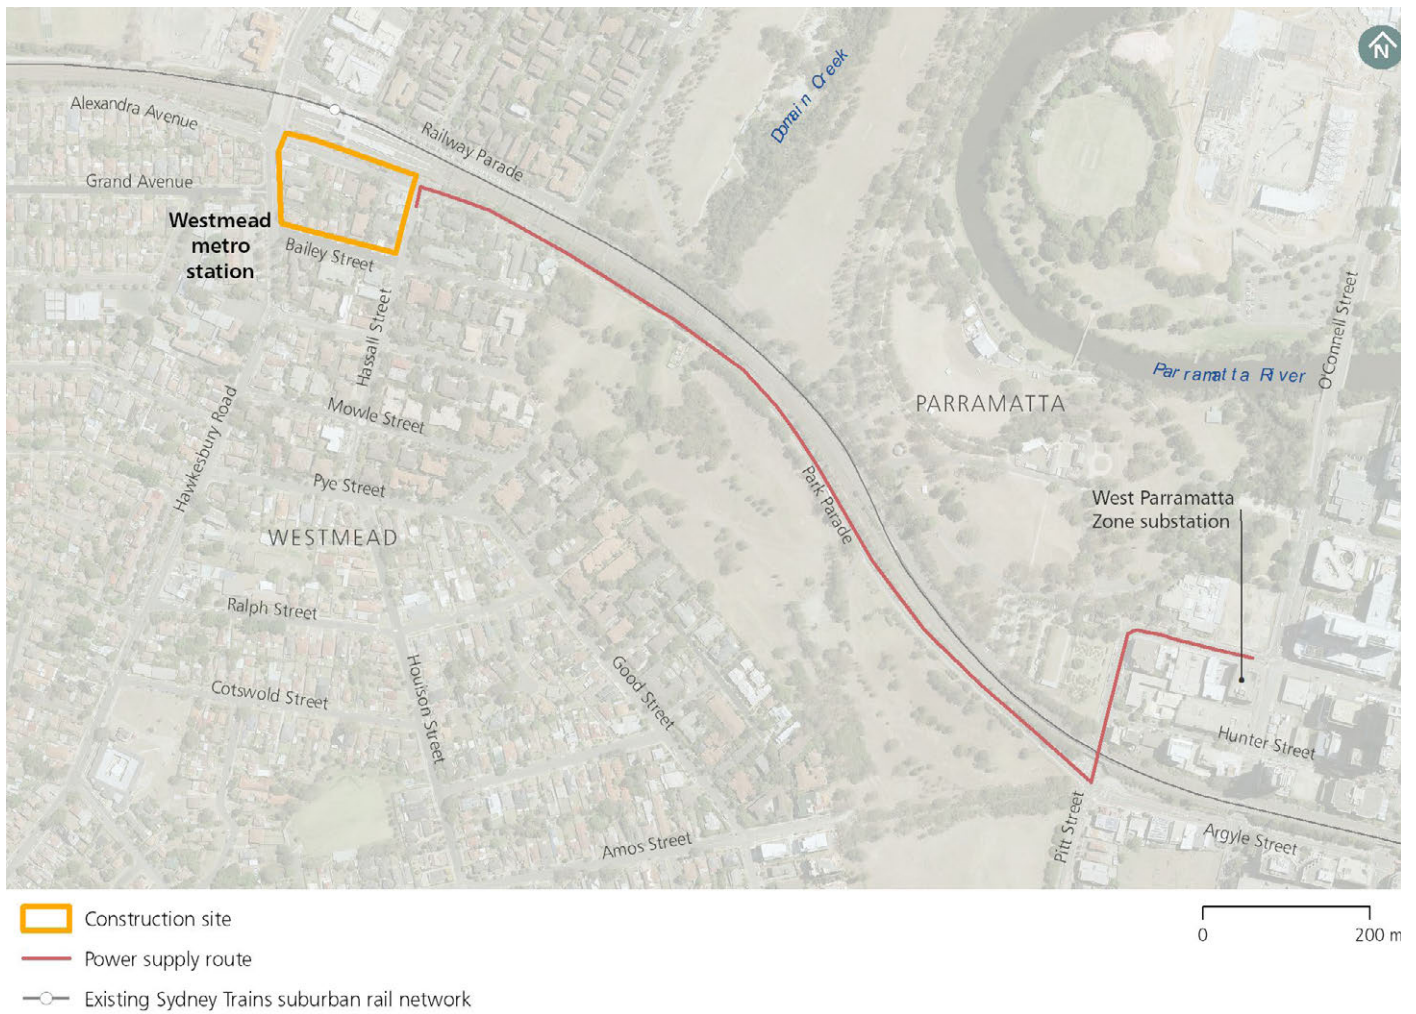 N
Domain Creek
Alexandra Avenue
Railway Parade
Grand Avenue
Westmead
metro
station
Bailey Street
Hassall Street
O'Connell Street
Parramatta River
PARRAMATTA
Mowle Street
Hawkesbury Road
Pye Street
Park Parade
West Parramatta
Zone substation
WESTMEAD
Ralph Street
Houison Street
Good Street
Cotswold Street
Hunter Street
Pitt Street
Argyle Street
Amos Street
Construction site
0
200 m
Power supply route
Existing Sydney Trains suburban rail network